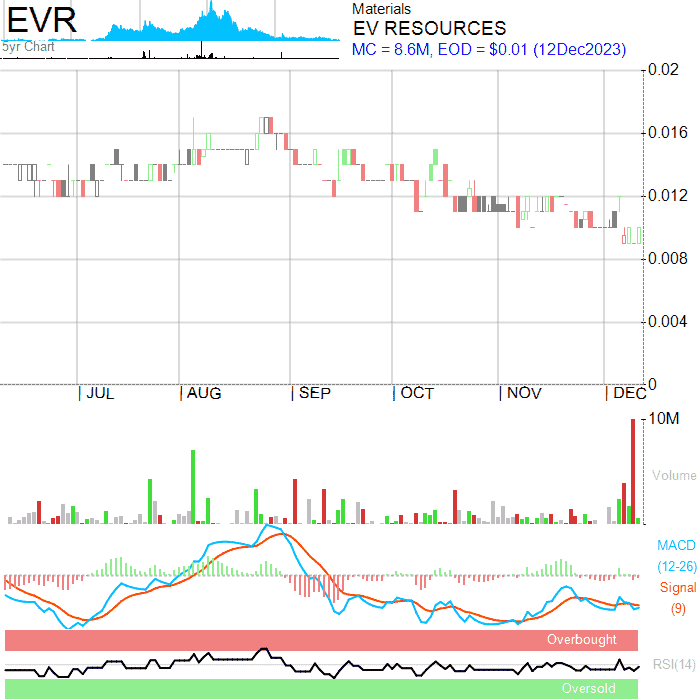 EVR
5yr Chart
Materials
EV RESOURCES
MC = 8.6M, EOD = $0.01 (12Dec2023)
0.02
0.016
0.012
0.008
0.004
0
| JUL | AUG | SEP | OCT | NOV | DEC
10M
Volume
MACD
(12-26)
Signal
(9)
Overbought
RSI(14)
Oversold